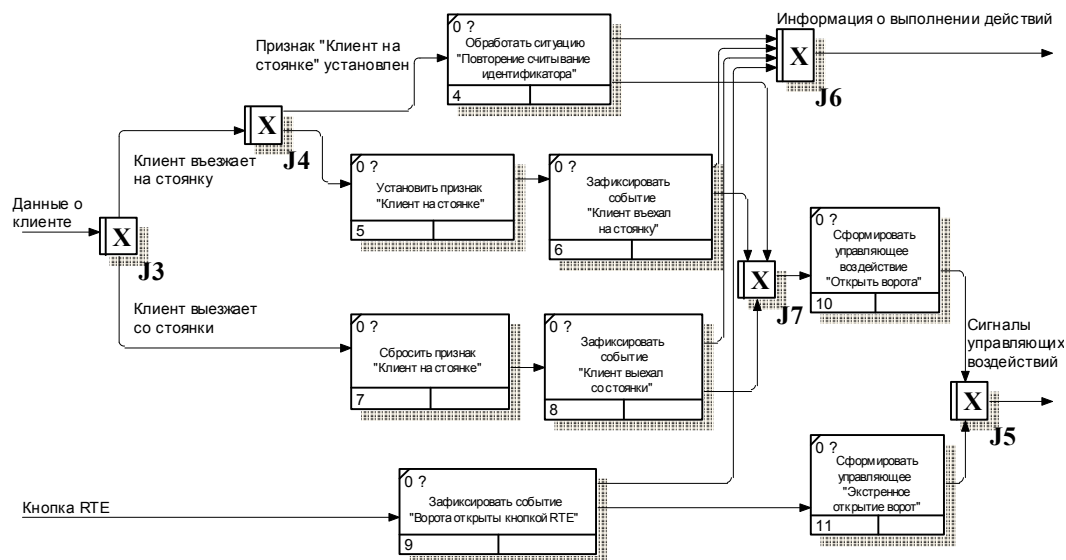 Информация о выполнении действий
0 ?
Обработать ситуацию
"Повторение считывание
идентификатора"
4
X
J6
Признак "Клиент на
стоянке" установлен
X
J4
Клиент въезжает
на стоянку
0 ?
Установить признак
"Клиент на стоянке"
5
0 ?
Зафиксировать
событие
"Клиент въехал
на стоянку"
6
Данные о
клиенте
X
J3
0 ?
Сформировать
управляющее
воздействие
"Открыть ворота"
10
X
J7
Клиент выезжает
со стоянки
0 ?
Сбросить признак
"Клиент на стоянке"
7
0 ?
Зафиксировать
событие
"Клиент выехал
со стоянки"
8
Сигналы
управляющих
воздействий
X
J5
Кнопка RTE
0 ?
Зафиксировать событие
"Ворота открыты кнопкой RTE"
9
0 ?
Сформировать
управляющее
"Экстренное
открытие ворот"
11